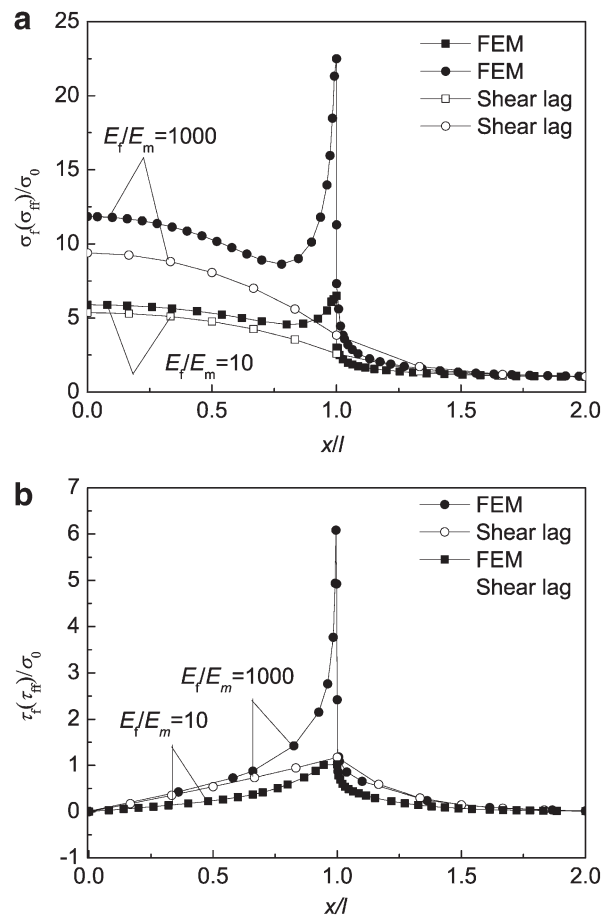 a
25
20
15
10
5
0
σf(σff)/σ0
FEM
FEM
Shear lag
Shear lag
Ef/Em=1000
Ef/Em=10
0.0 0.5 1.0 1.5 2.0
x/l
b
7
6
5
4
3
2
1
0
-1
τf(τff)/σ0
FEM
Shear lag
FEM
Shear lag
Ef/Em=1000
Ef/Em=10
0.0 0.5 1.0 1.5 2.0
x/l